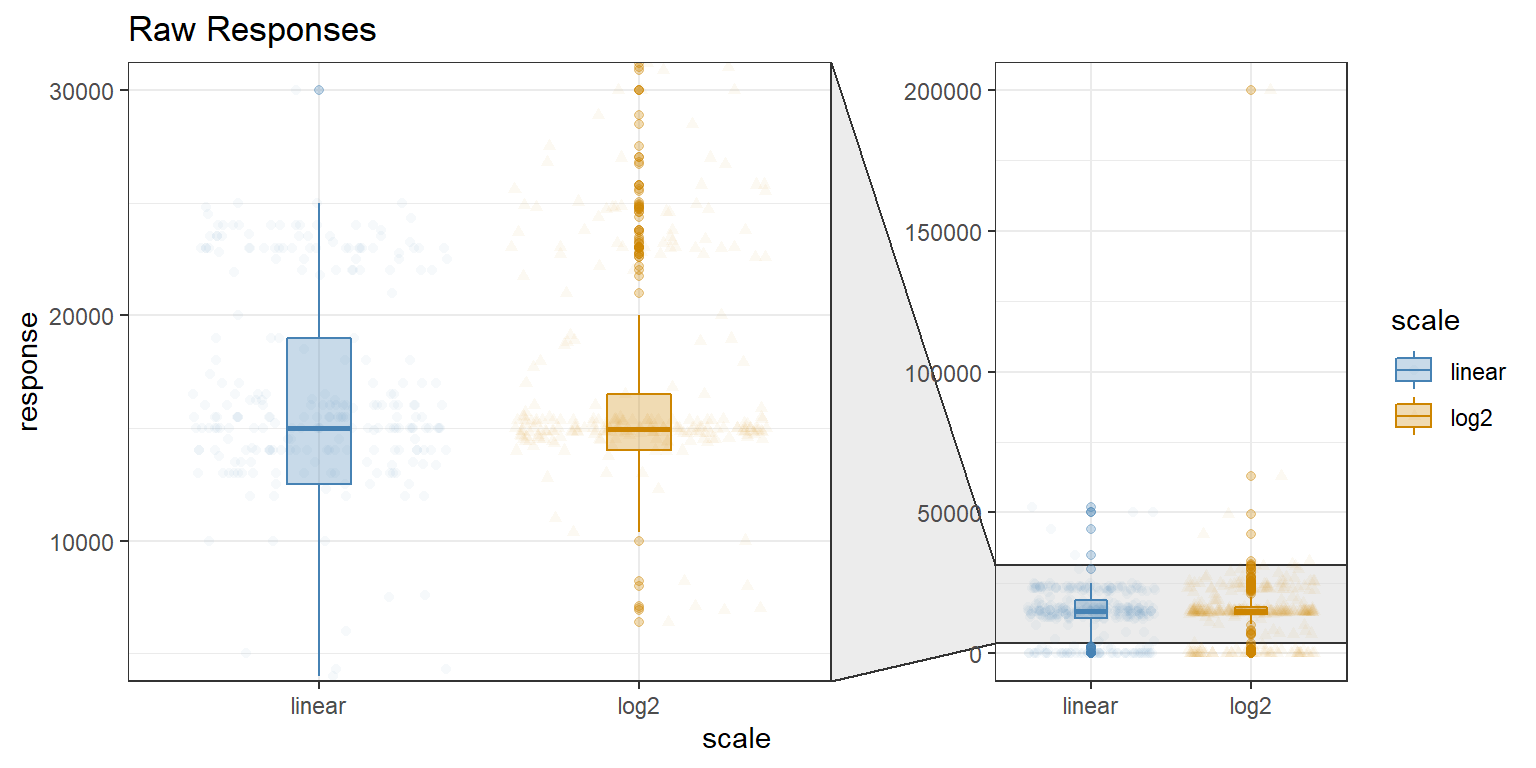 Raw Responses
response
30000
20000
10000
linear
log2
scale
200000
150000
100000
50000
0
linear
log2
scale
linear
log2